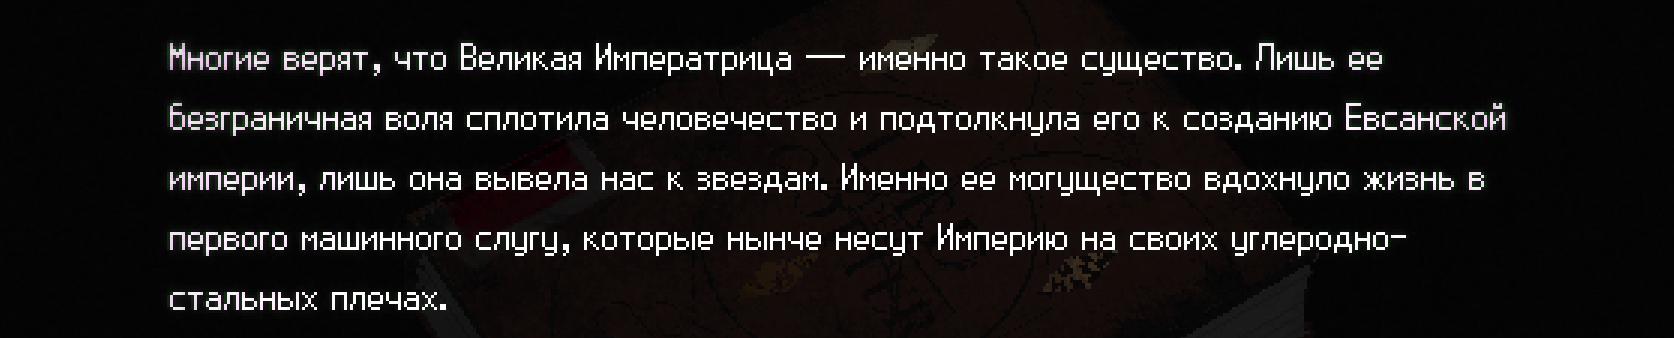 Многие верят, что Великая Императрица — именно такое существо. Лишь ее
безграничная воля сплотила человечество и подтолкнула его к созданию Евсанской
империи, лишь она вывела нас к звездам. Именно ее могущество вдохнуло жизнь в
первого машинного слугу, которые нынче несут Империю на своих углеродно-
стальных плечах.